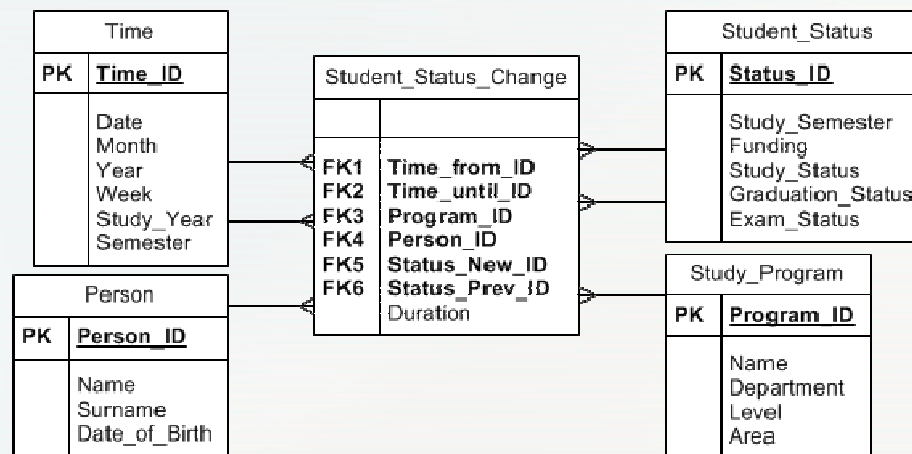 Time
PK Time_ID
Date
Month
Year
Week
Study_Year
Semester
Person
PK Person_ID
Name
Surname
Date_of_Birth
Student_Status_Change
FK1 Time_from_ID
FK2 Time_until_ID
FK3 Program_ID
FK4 Person_ID
FK5 Status_New_ID
FK6 Status_Prev_ID
Duration
Student_Status
PK Status_ID
Study_Semester
Funding
Study_Status
Graduation_Status
Exam_Status
Study_Program
PK Program_ID
Name
Department
Level
Area